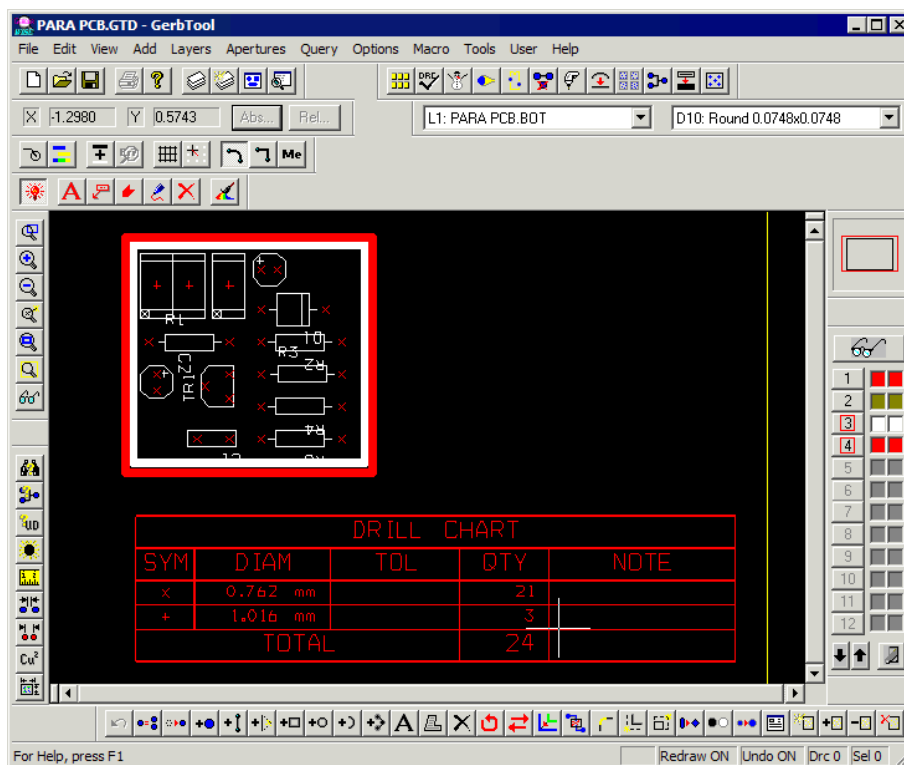 PARA PCB.GTD - GerbTool
File Edit View Add Layers Apertures Query Options Macro Tools User Help
DRC
X -1.2980 Y 0.5743 Abs... Rel... L1: PARA PCB.BOT D10: Round 0.0748x0.0748
Me
A
R1
R3
R2
TR1
R4
1
2
3
4
5
6
7
8
9
10
11
12
UD
Cu²
DRILL CHART
SYM DIAM TOL QTY NOTE
x 0.762 mm 21
+ 1.016 mm 3
TOTAL 24
A
For Help, press F1 Redraw ON Undo ON Drc 0 Sel 0